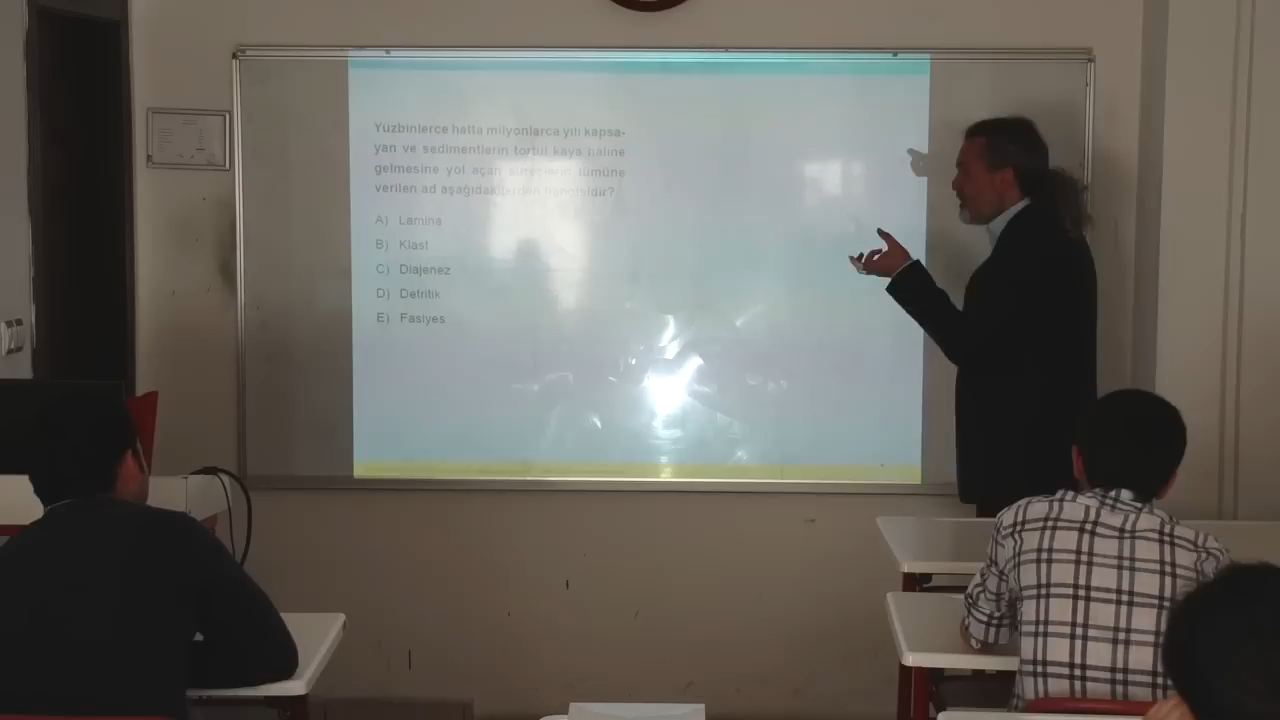 Yüzbinlerce hatta milyonlarca yılı kapsa-
yan ve sedimentlerin tortul kaya haline
gelmesine yol açan süreçlerin tümüne
verilen ad aşağıdakilerden hangisidir?
A) Lamina
B) Klast
C) Diajenez
D) Detritik
E) Fasiyes